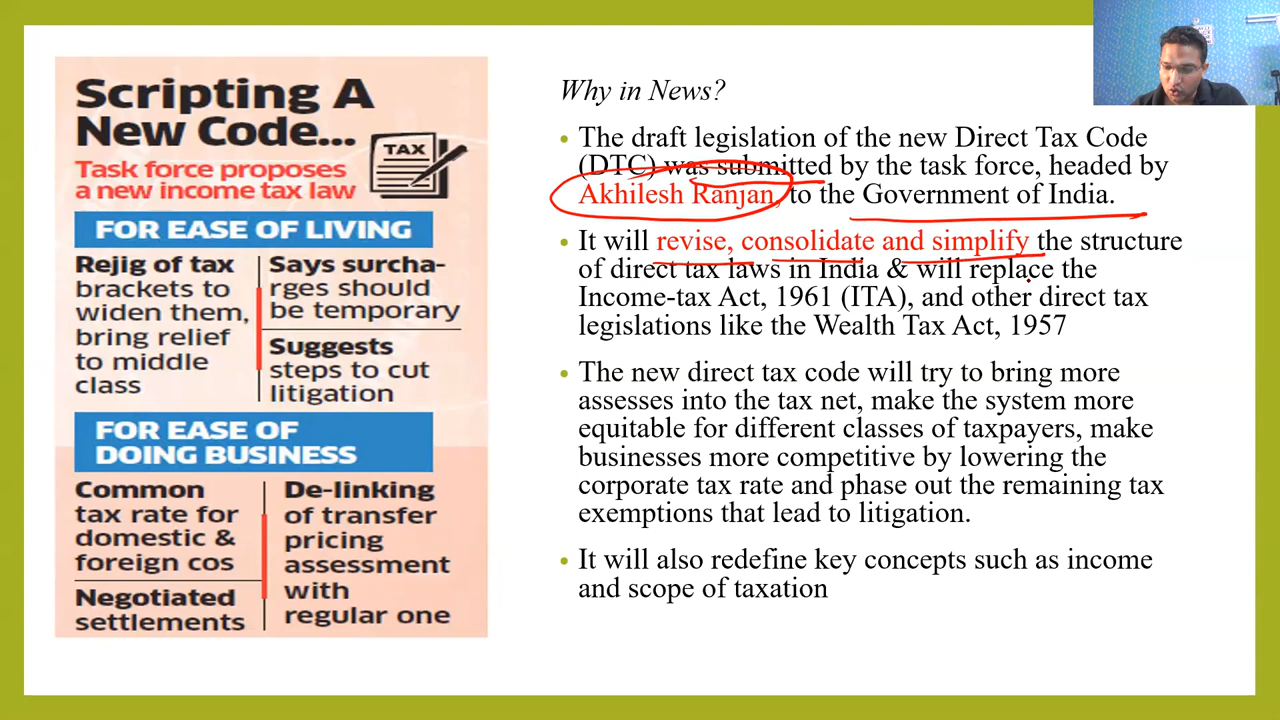 Scripting A
New Code...
Task force proposes
a new income tax law
TAX
FOR EASE OF LIVING
Rejig of tax
brackets to
widen them,
bring relief
to middle
class
Says surcha-
rges should
be temporary
Suggests
steps to cut
litigation
FOR EASE OF
DOING BUSINESS
Common
tax rate for
domestic &
foreign cos
Negotiated
settlements
De-linking
of transfer
pricing
assessment
with
regular one
Why in News?
• The draft legislation of the new Direct Tax Code
(DTC) was submitted by the task force, headed by
Akhilesh Ranjan, to the Government of India.
• It will revise, consolidate and simplify the structure
of direct tax laws in India & will replace the
Income-tax Act, 1961 (ITA), and other direct tax
legislations like the Wealth Tax Act, 1957
• The new direct tax code will try to bring more
assesses into the tax net, make the system more
equitable for different classes of taxpayers, make
businesses more competitive by lowering the
corporate tax rate and phase out the remaining tax
exemptions that lead to litigation.
• It will also redefine key concepts such as income
and scope of taxation